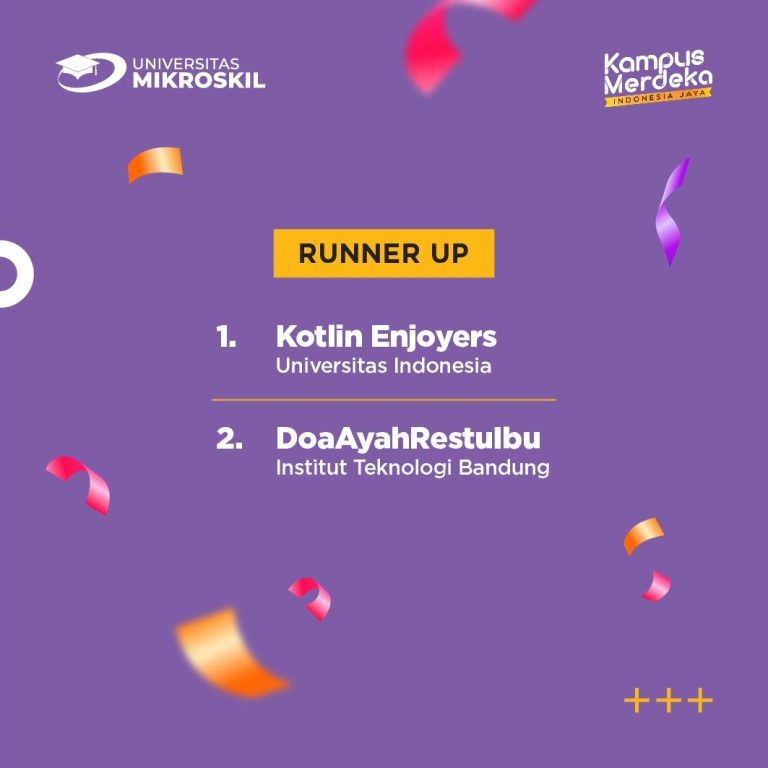 UNIVERSITAS
MIKROSKIL
Kampus
Merdeka
INDONESIA JAYA
RUNNER UP
1. Kotlin Enjoyers
Universitas Indonesia
2. DoaAyahRestuIbu
Institut Teknologi Bandung